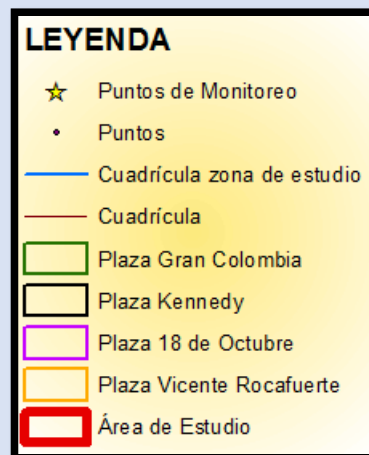 LEYENDA
Puntos de Monitoreo
Puntos
Cuadrícula zona de estudio
Cuadrícula
Plaza Gran Colombia
Plaza Kennedy
Plaza 18 de Octubre
Plaza Vicente Rocafuerte
Área de Estudio